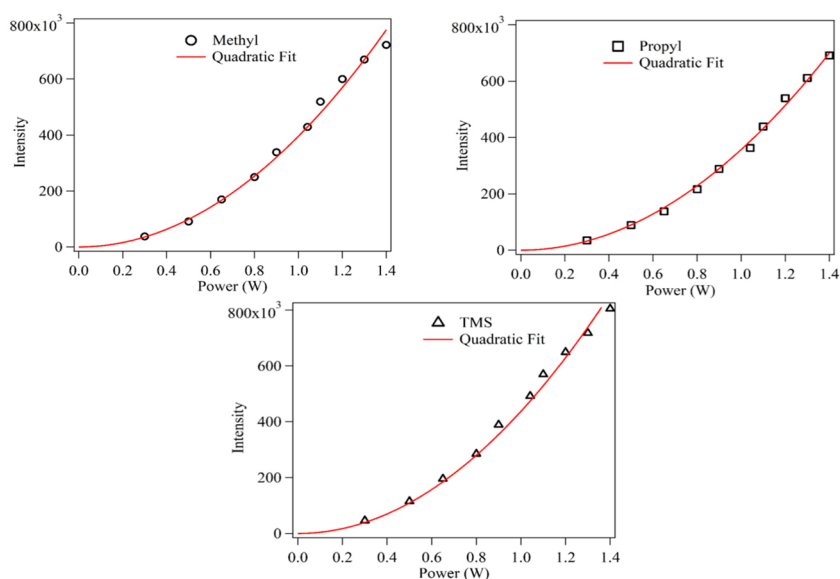 800x10³
600
400
200
0
Intensity
Methyl
Quadratic Fit
0.0 0.2 0.4 0.6 0.8 1.0 1.2 1.4
Power (W)
800x10³
600
400
200
0
Intensity
Propyl
Quadratic Fit
0.0 0.2 0.4 0.6 0.8 1.0 1.2 1.4
Power (W)
800x10³
600
400
200
0
Intensity
TMS
Quadratic Fit
0.0 0.2 0.4 0.6 0.8 1.0 1.2 1.4
Power (W)